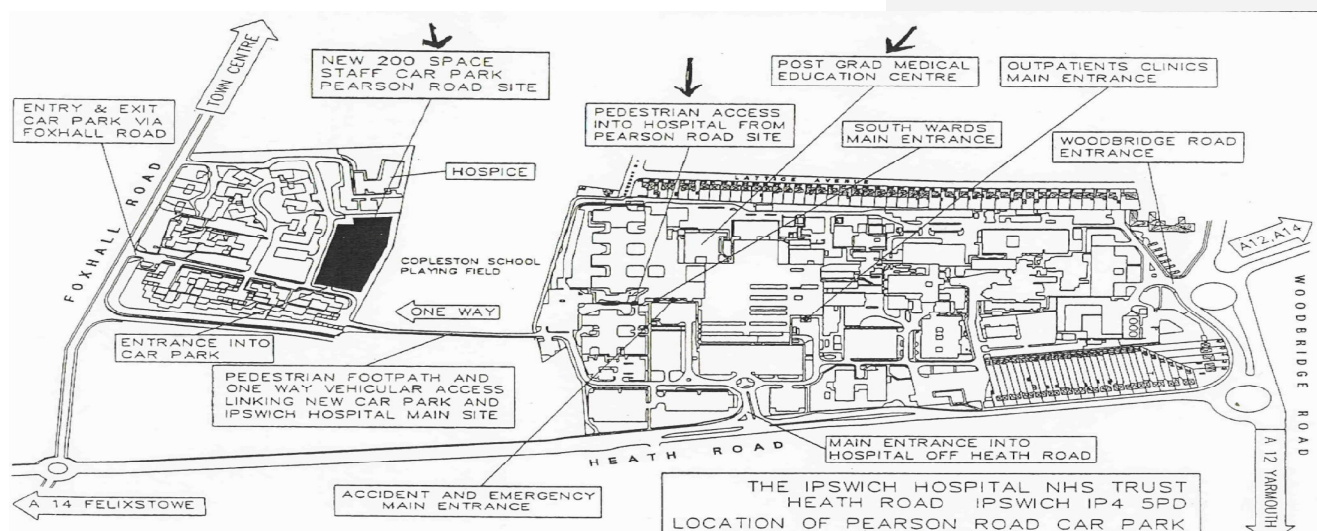 TOWN CENTRE
NEW 200 SPACE
STAFF CAR PARK
PEARSON ROAD SITE
POST GRAD MEDICAL
EDUCATION CENTRE
OUTPATIENTS CLINICS
MAIN ENTRANCE
ENTRY & EXIT
CAR PARK VIA
FOXHALL ROAD
PEDESTRIAN ACCESS
INTO HOSPITAL FROM
PEARSON ROAD SITE
SOUTH WARDS
MAIN ENTRANCE
WOODBRIDGE ROAD
ENTRANCE
HOSPICE
LATTACE AVENUE
FOXHALL ROAD
COPLESTON SCHOOL
PLAYING FIELD
A12,A14
WOODBRIDGE ROAD
ONE WAY
ENTRANCE INTO
CAR PARK
PEDESTRIAN FOOTPATH AND
ONE WAY VEHICULAR ACCESS
LINKING NEW CAR PARK AND
IPSWICH HOSPITAL MAIN SITE
HEATH ROAD
MAIN ENTRANCE INTO
HOSPITAL OFF HEATH ROAD
A 14 FELIXSTOWE
ACCIDENT AND EMERGENCY
MAIN ENTRANCE
A 12 YARMOUTH
THE IPSWICH HOSPITAL NHS TRUST
HEATH ROAD IPSWICH IP4 5PD
LOCATION OF PEARSON ROAD CAR PARK